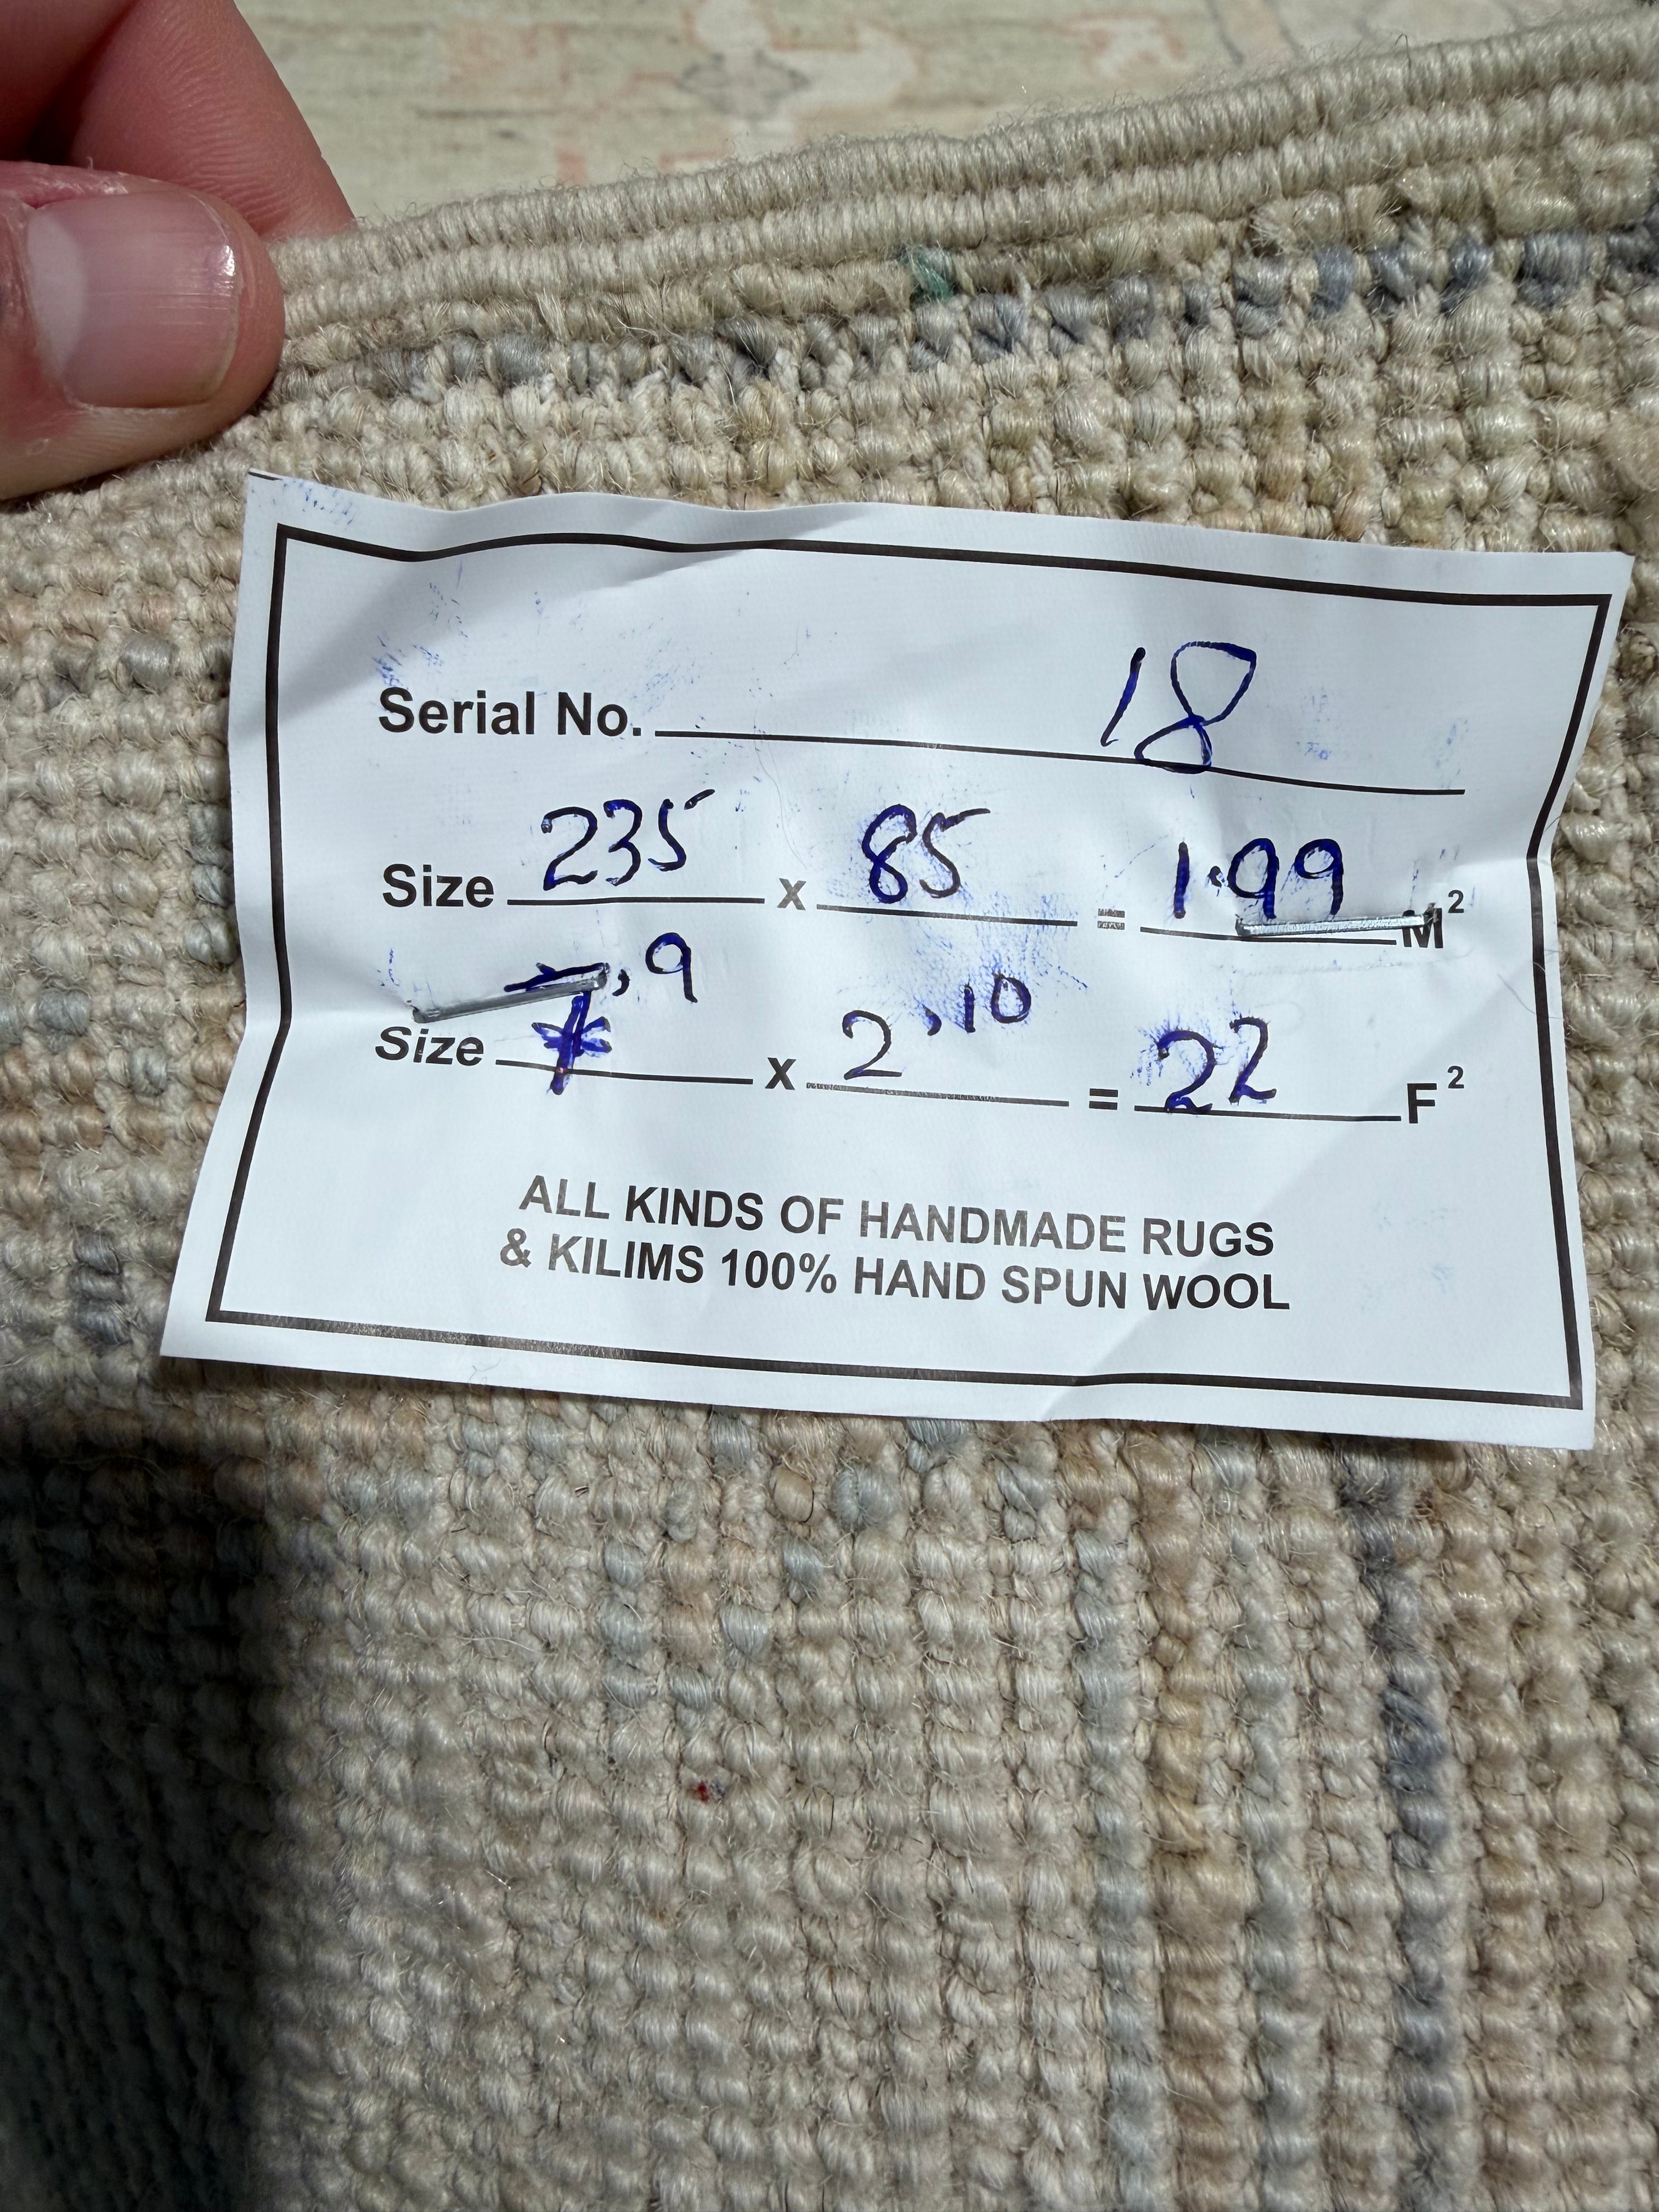 Serial No. 18
Size 235 x 85 = 1.99 M²
Size 7,9 x 2,10 = 22 F²
ALL KINDS OF HANDMADE RUGS
& KILIMS 100% HAND SPUN WOOL